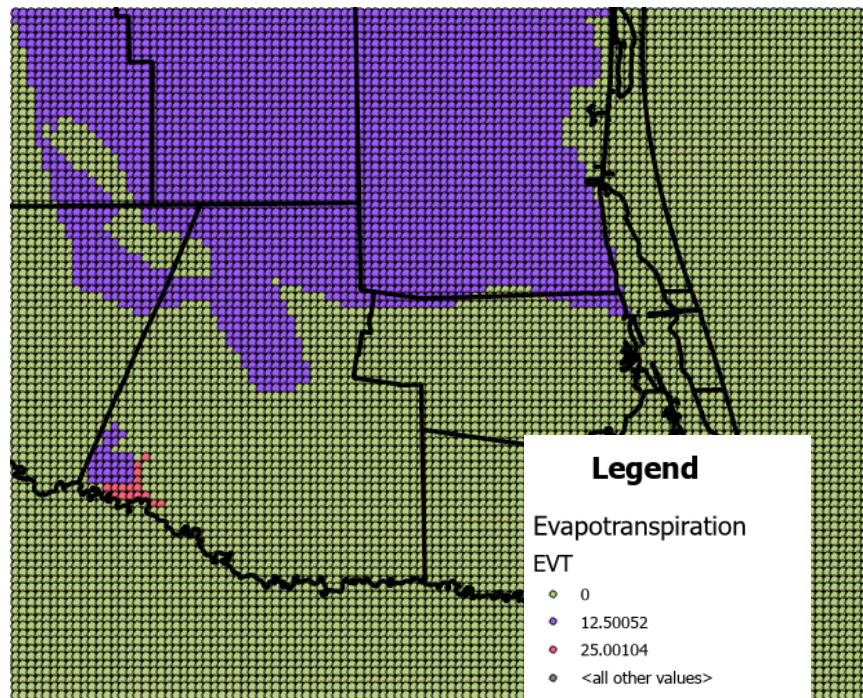 Legend
Evapotranspiration
EVT
0
12.50052
25.00104
<all other values>